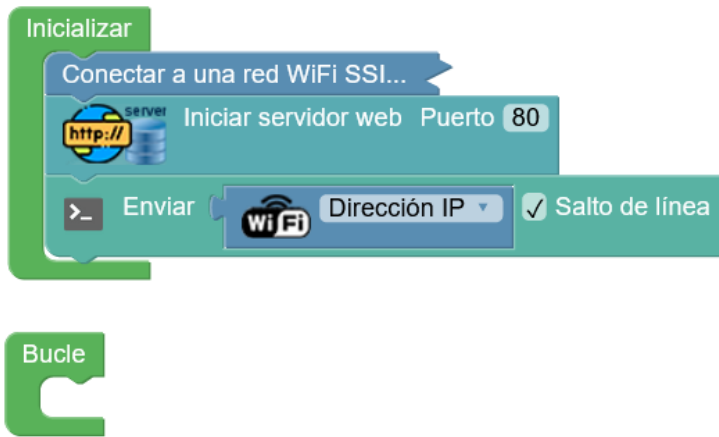 Inicializar
Conectar a una red WiFi SSI...
http:// server Iniciar servidor web Puerto 80
>_ Enviar WiFi Dirección IP ▾ ✓ Salto de línea
Bucle